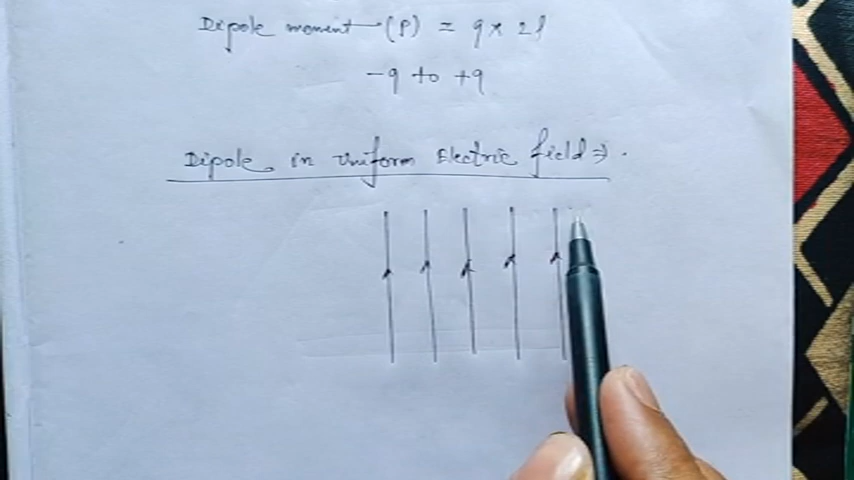 Dipole moment → (P) = q × 2l
-q to +q
Dipole in Uniform Electric field ⇒ .